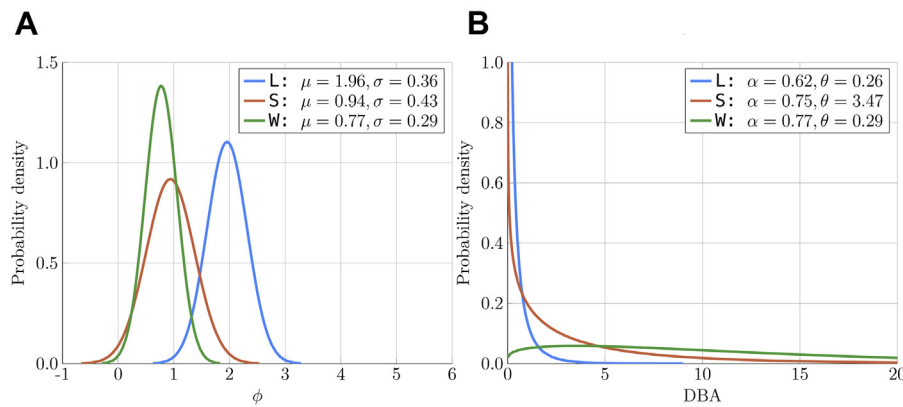 A
Probability density
1.5
1.0
0.5
0.0
-1 0 1 2 3 4 5 6
ϕ
L: μ = 1.96, σ = 0.36
S: μ = 0.94, σ = 0.43
W: μ = 0.77, σ = 0.29
B
Probability density
1.0
0.8
0.6
0.4
0.2
0.0
0 5 10 15 20
DBA
L: α = 0.62, θ = 0.26
S: α = 0.75, θ = 3.47
W: α = 0.77, θ = 0.29